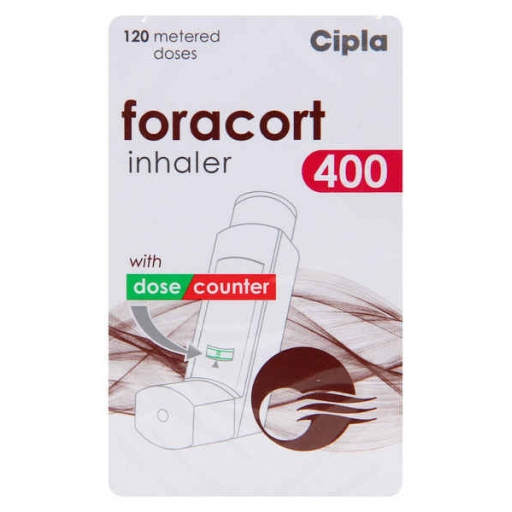 120 metered
doses
Cipla
foracort
inhaler
400
with
dose counter